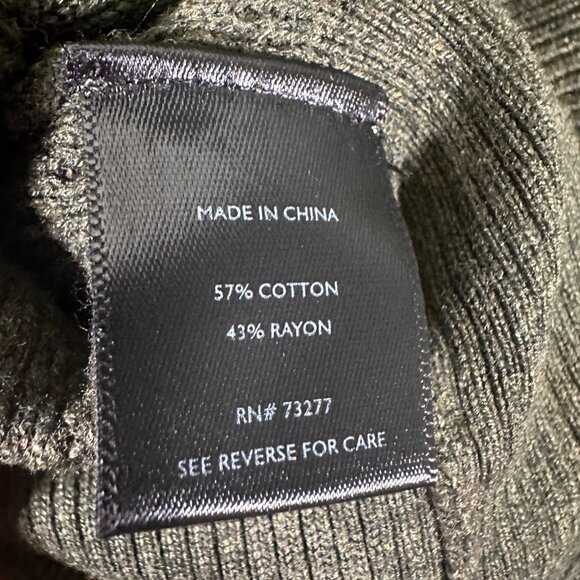 MADE IN CHINA
57% COTTON
43% RAYON
RN# 73277
SEE REVERSE FOR CARE